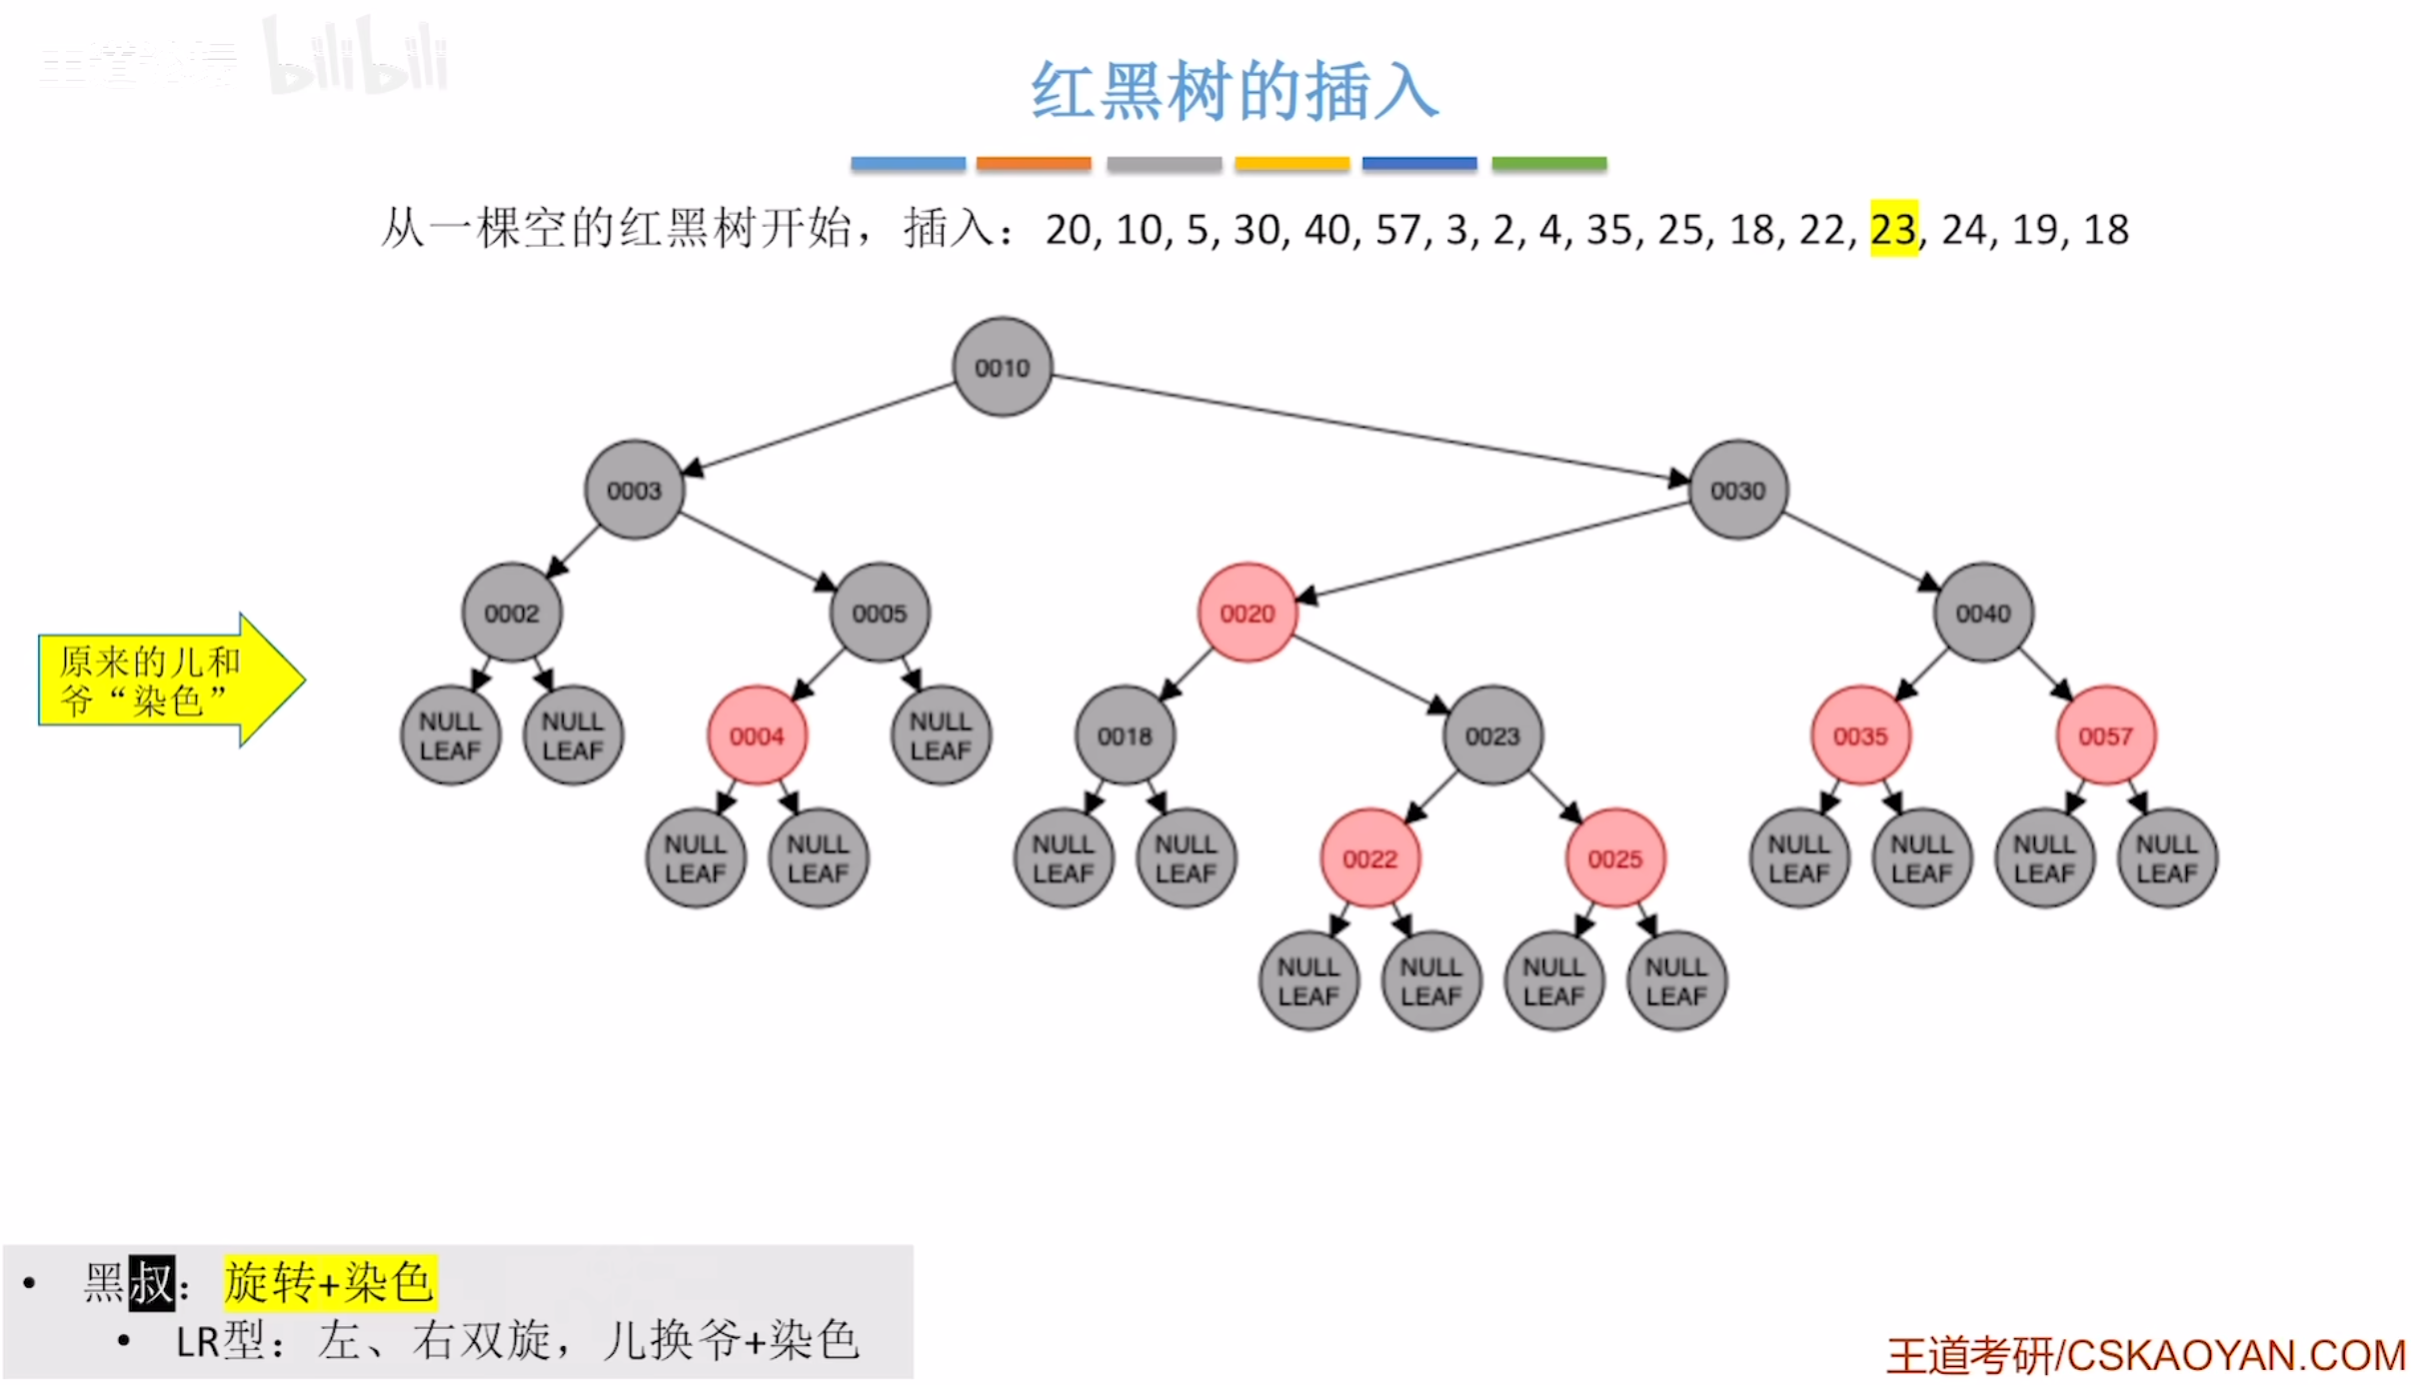 bilibili
红黑树的插入
从一棵空的红黑树开始，插入：20, 10, 5, 30, 40, 57, 3, 2, 4, 35, 25, 18, 22, 23, 24, 19, 18
0010
0003
0030
0002
0005
0020
0040
原来的儿和
爷“染色”
NULL
LEAF
NULL
LEAF
0004
NULL
LEAF
0018
0023
0035
0057
NULL
LEAF
NULL
LEAF
NULL
LEAF
NULL
LEAF
0022
0025
NULL
LEAF
NULL
LEAF
NULL
LEAF
NULL
LEAF
NULL
LEAF
NULL
LEAF
NULL
LEAF
NULL
LEAF
• 黑叔：旋转+染色
• LR型：左、右双旋，儿换爷+染色
王道考研/CSKAOYAN.COM